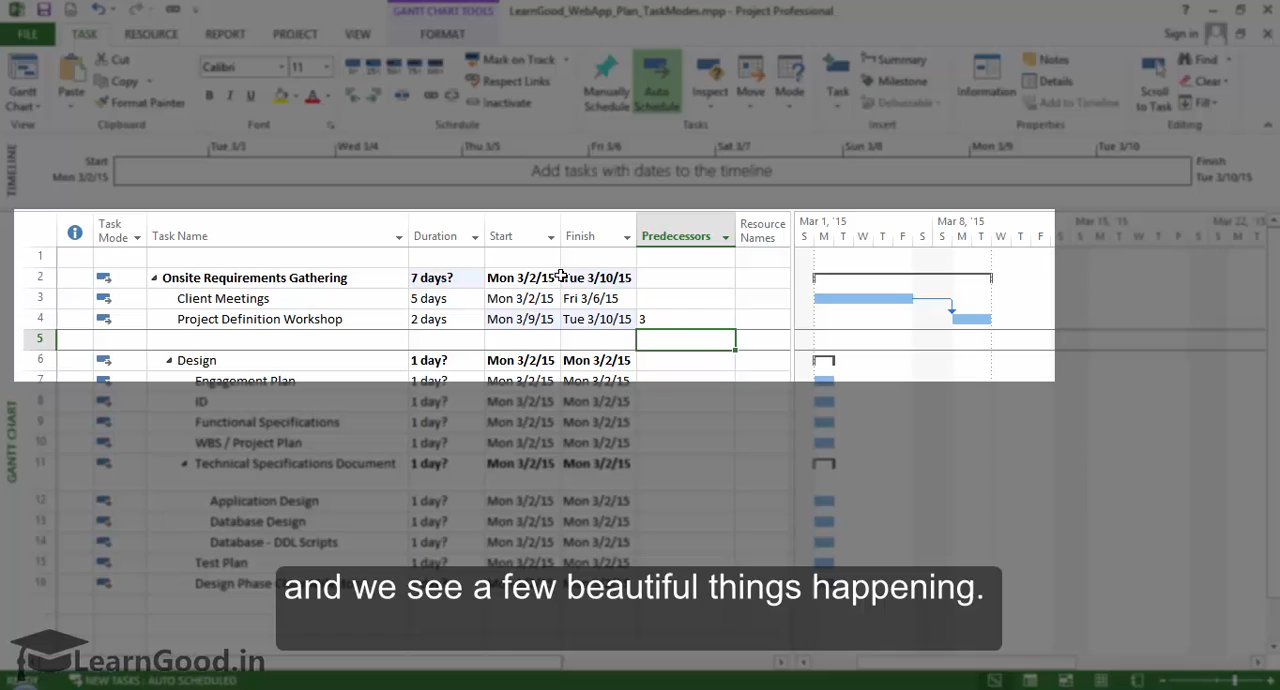 GANTT CHART TOOLS LearnGood_WebApp_Plan_TaskModes.mpp - Project Professional
FILE TASK RESOURCE REPORT PROJECT VIEW FORMAT Sign in
Gantt Chart
View
Paste
Cut
Copy
Format Painter
Clipboard
Calibri 11
B I U A
Font
Mark on Track
Respect Links
Inactivate
Schedule
Manually Schedule
Auto Schedule
Inspect
Move
Mode
Tasks
Task
Summary
Milestone
Deliverable
Insert
Information
Notes
Details
Add to Timeline
Properties
Scroll to Task
Find
Clear
Fill
Editing
TIMELINE
Tue 3/3 Wed 3/4 Thu 3/5 Fri 3/6 Sat 3/7 Sun 3/8 Mon 3/9 Tue 3/10
Start
Mon 3/2/15
Add tasks with dates to the timeline
Finish
Tue 3/10/15
GANTT CHART
Task Mode Task Name Duration Start Finish Predecessors Resource Names
Mar 1, '15 Mar 8, '15 Mar 15, '15 Mar 22, '15
S M T W T F S S M T W T F S S M T W T F S S M T
1
2 Onsite Requirements Gathering 7 days? Mon 3/2/15 Tue 3/10/15
3 Client Meetings 5 days Mon 3/2/15 Fri 3/6/15
4 Project Definition Workshop 2 days Mon 3/9/15 Tue 3/10/15 3
5
6 Design 1 day? Mon 3/2/15 Mon 3/2/15
7 Engagement Plan 1 day? Mon 3/2/15 Mon 3/2/15
8 ID 1 day? Mon 3/2/15 Mon 3/2/15
9 Functional Specifications 1 day? Mon 3/2/15 Mon 3/2/15
10 WBS / Project Plan 1 day? Mon 3/2/15 Mon 3/2/15
11 Technical Specifications Document 1 day? Mon 3/2/15 Mon 3/2/15
12 Application Design 1 day? Mon 3/2/15 Mon 3/2/15
13 Database Design 1 day? Mon 3/2/15 Mon 3/2/15
14 Database - DDL Scripts 1 day? Mon 3/2/15 Mon 3/2/15
15 Test Plan 1 day? Mon 3/2/15 Mon 3/2/15
Design Phase
and we see a few beautiful things happening.
LearnGood.in
READY NEW TASKS : AUTO SCHEDULED